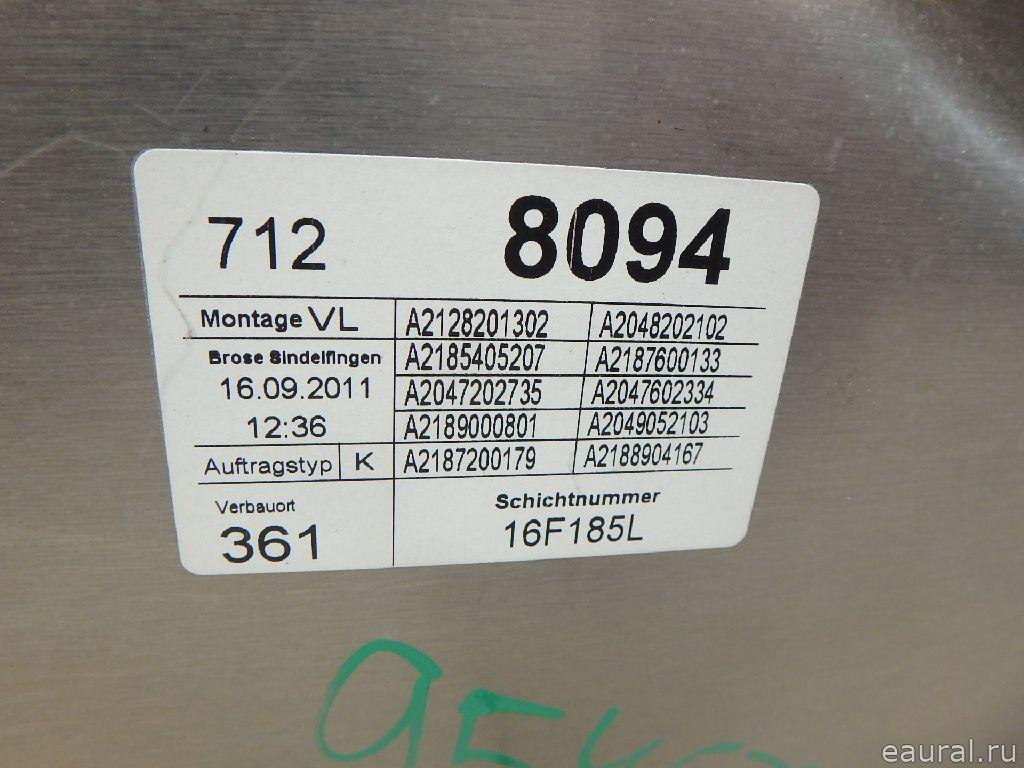 712 8094
Montage VL A2128201302 A2048202102
Brose Sindelfingen A2185405207 A2187600133
16.09.2011 A2047202735 A2047602334
12:36 A2189000801 A2049052103
Auftragstyp K A2187200179 A2188904167
Verbauort Schichtnummer
361 16F185L
eaural.ru